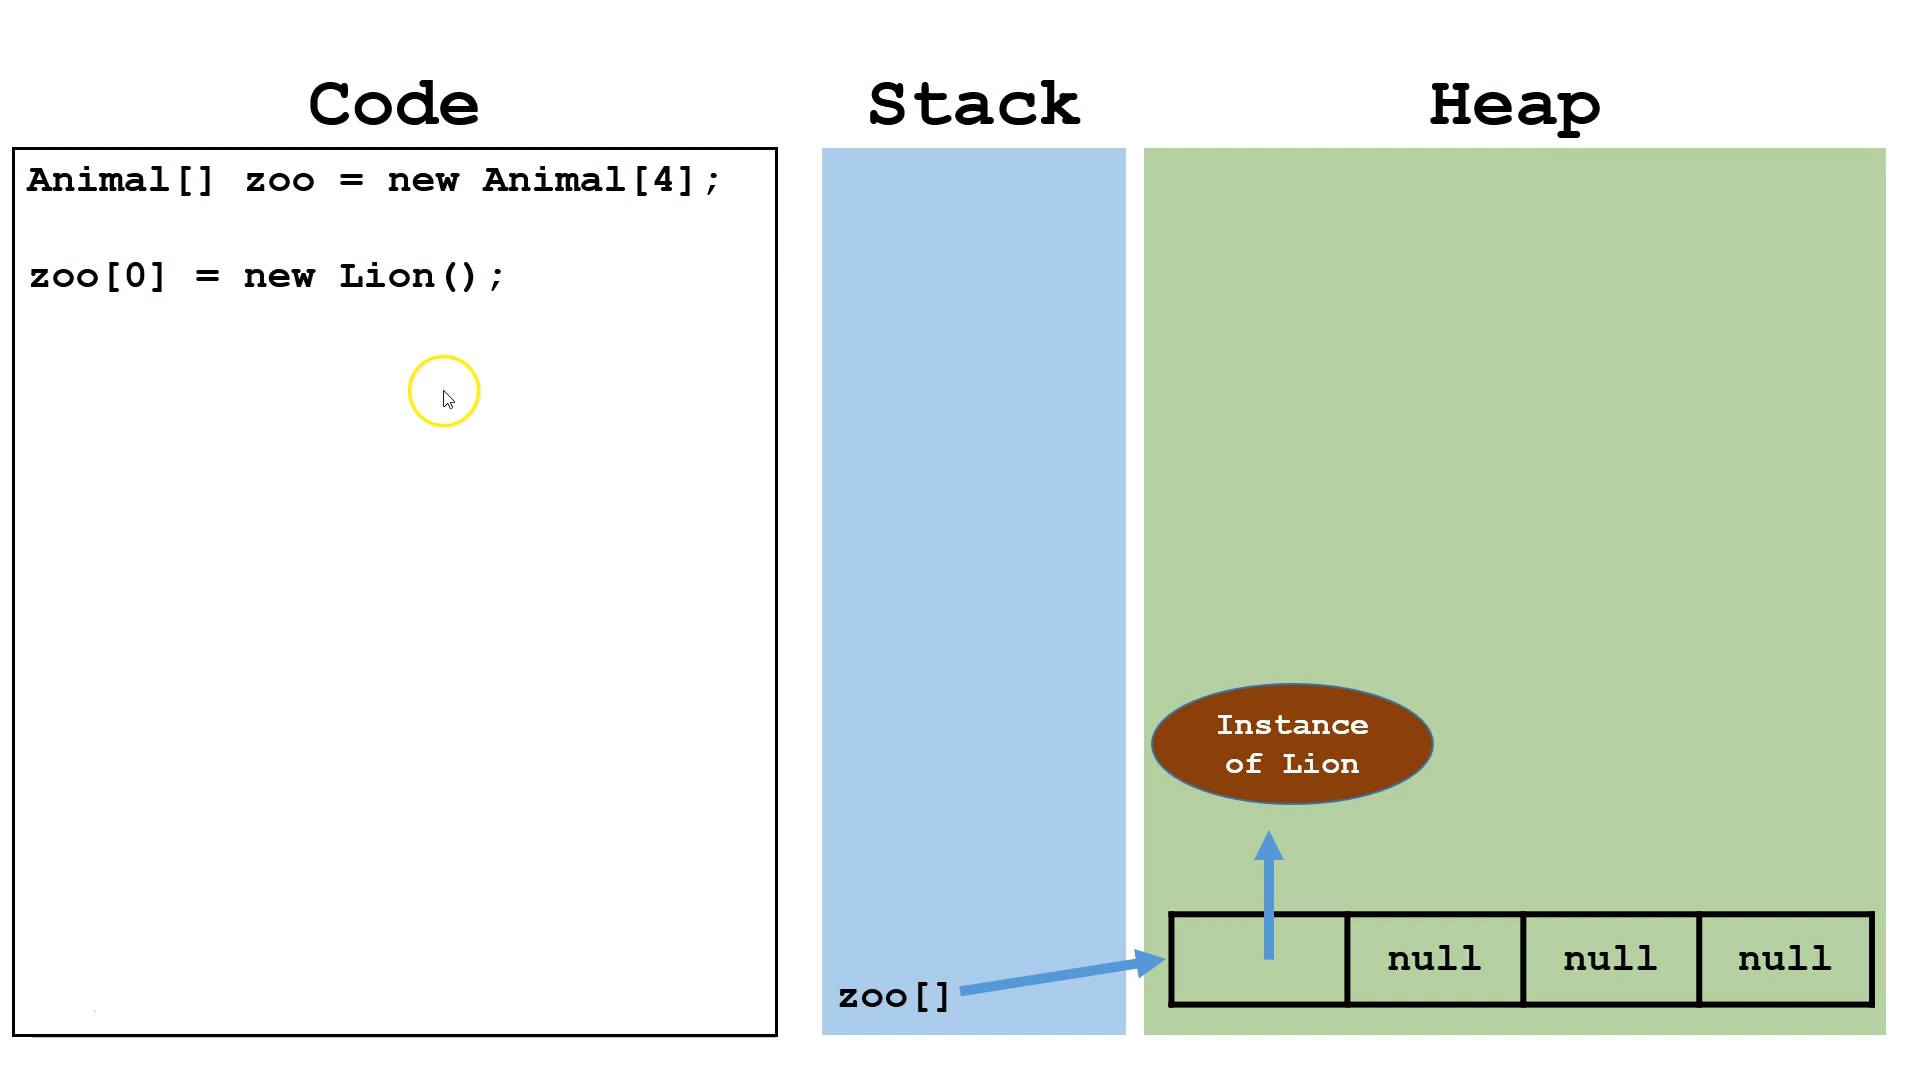 Code
Stack
Heap
Animal[] zoo = new Animal[4];
zoo[0] = new Lion();
Instance
of Lion
null
null
null
zoo[]